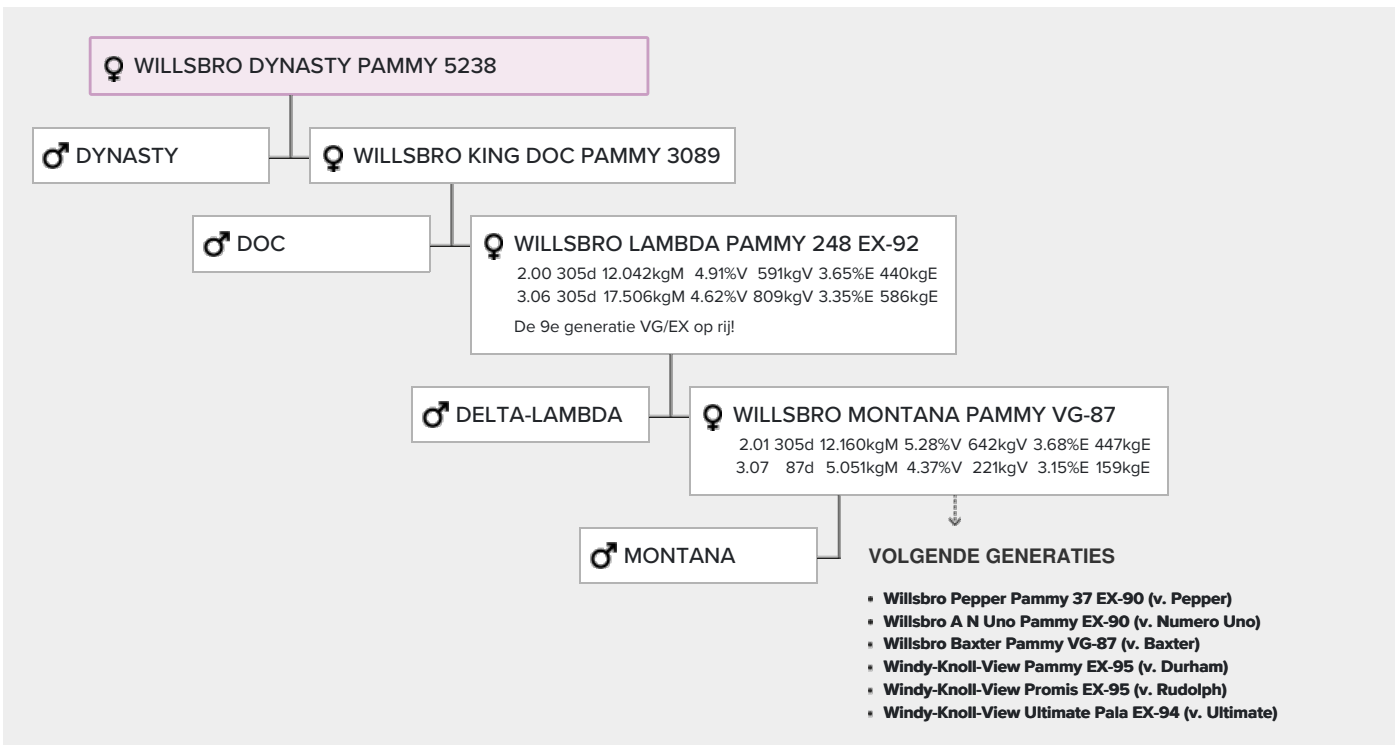 WILLSBRO DYNASTY PAMMY 5238
DYNASTY
WILLSBRO KING DOC PAMMY 3089
DOC
WILLSBRO LAMBDA PAMMY 248 EX-92
2.00 305d 12.042kgM 4.91%V 591kgV 3.65%E 440kgE
3.06 305d 17.506kgM 4.62%V 809kgV 3.35%E 586kgE
De 9e generatie VG/EX op rij!
DELTA-LAMBDA
WILLSBRO MONTANA PAMMY VG-87
2.01 305d 12.160kgM 5.28%V 642kgV 3.68%E 447kgE
3.07 87d 5.051kgM 4.37%V 221kgV 3.15%E 159kgE
MONTANA
VOLGENDE GENERATIES
• Willsbro Pepper Pammy 37 EX-90 (v. Pepper)
• Willsbro A N Uno Pammy EX-90 (v. Numero Uno)
• Willsbro Baxter Pammy VG-87 (v. Baxter)
• Windy-Knoll-View Pammy EX-95 (v. Durham)
• Windy-Knoll-View Promis EX-95 (v. Rudolph)
• Windy-Knoll-View Ultimate Pala EX-94 (v. Ultimate)